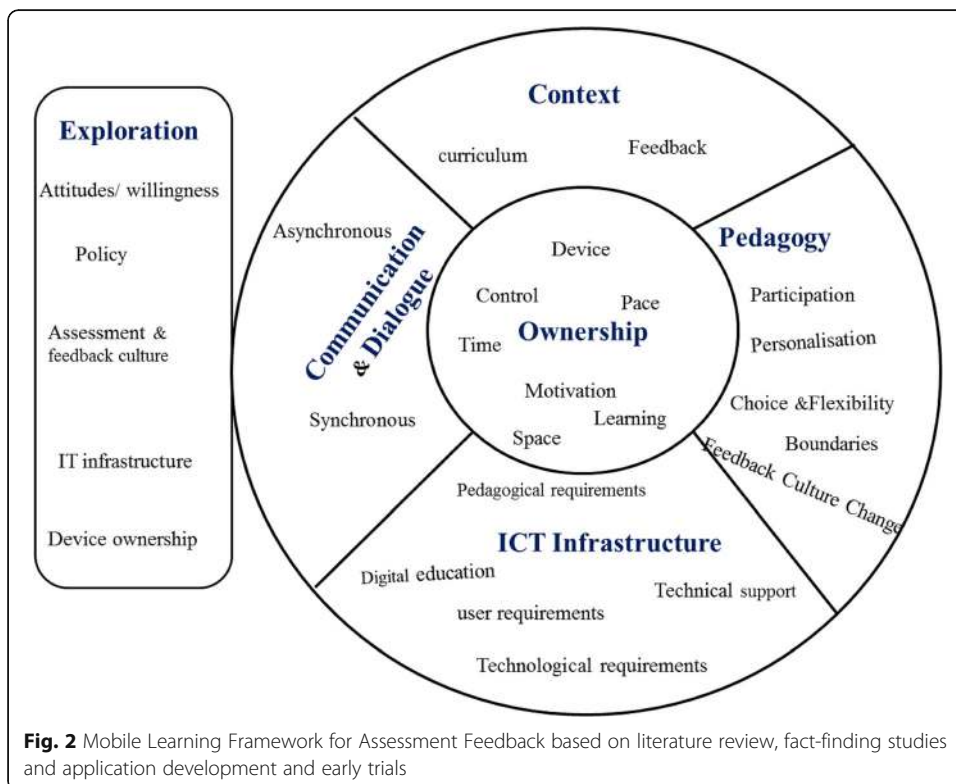 Exploration
Attitudes/ willingness
Policy
Assessment &
feedback culture
IT infrastructure
Device ownership
Context
curriculum
Feedback
Communication
& Dialogue
Asynchronous
Synchronous
Ownership
Device
Control
Pace
Time
Motivation
Learning
Space
Pedagogy
Participation
Personalisation
Choice &Flexibility
Boundaries
Feedback Culture Change
Pedagogical requirements
ICT Infrastructure
Digital education
Technical support
user requirements
Technological requirements
Fig. 2 Mobile Learning Framework for Assessment Feedback based on literature review, fact-finding studies
and application development and early trials